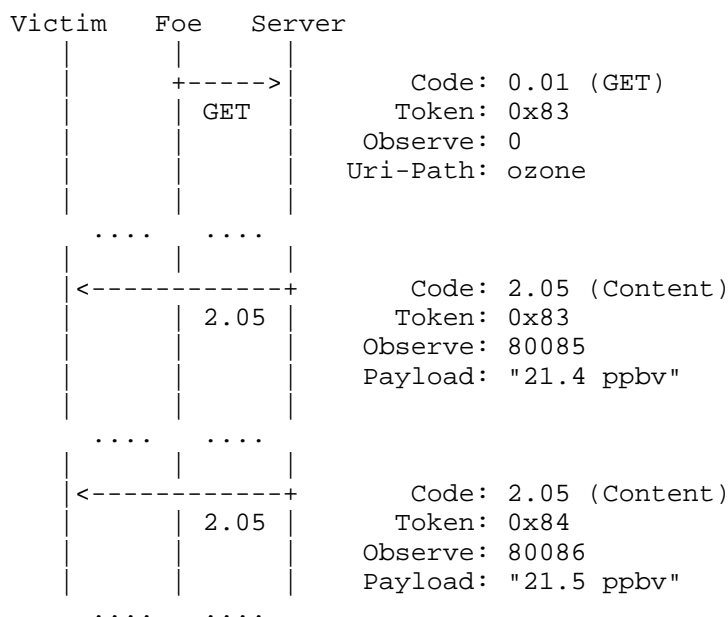 Victim Foe Server
Code: 0.01 (GET)
GET Token: 0x83
Observe: 0
Uri-Path: ozone
.... ....
Code: 2.05 (Content)
2.05 Token: 0x83
Observe: 80085
Payload: "21.4 ppbv"
.... ....
Code: 2.05 (Content)
2.05 Token: 0x84
Observe: 80086
Payload: "21.5 ppbv"
.... ....